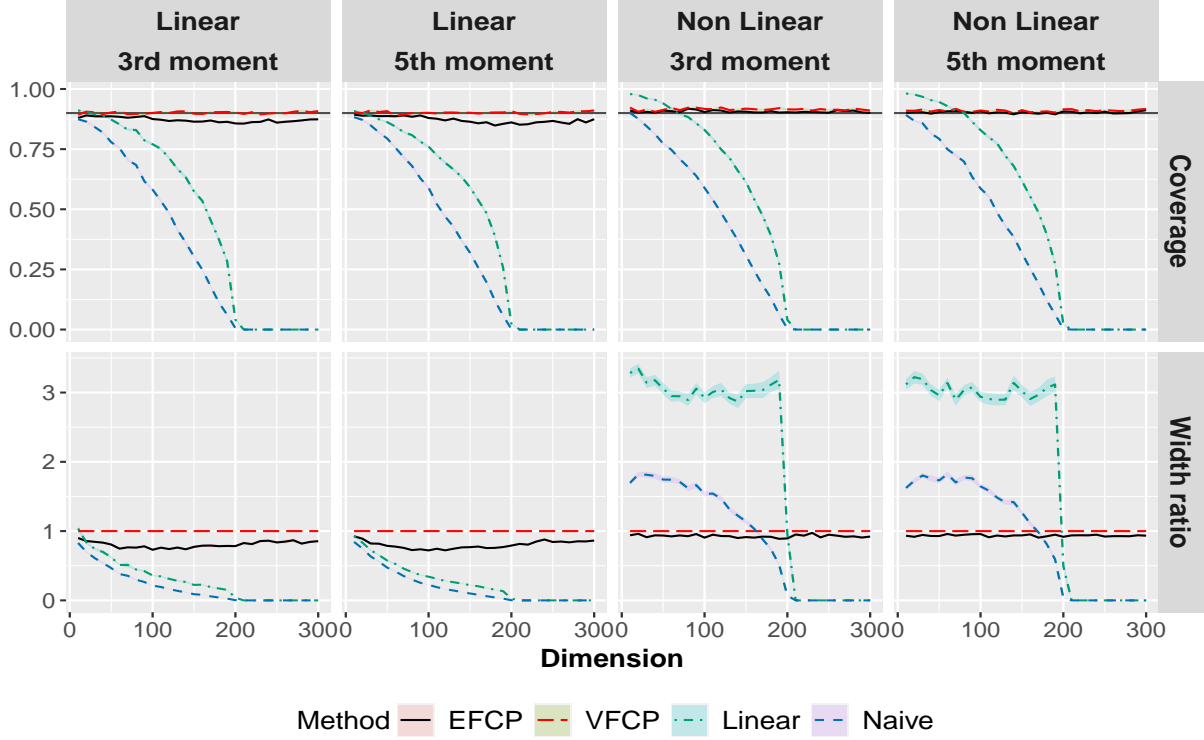 Linear Linear Non Linear Non Linear
3rd moment 5th moment 3rd moment 5th moment
1.00
0.75
0.50
0.25
0.00
Coverage
3
2
1
0
Width ratio
0 100 200 300 0 100 200 300 0 100 200 300 0 100 200 300
Dimension
Method EFCP VFCP Linear Naive